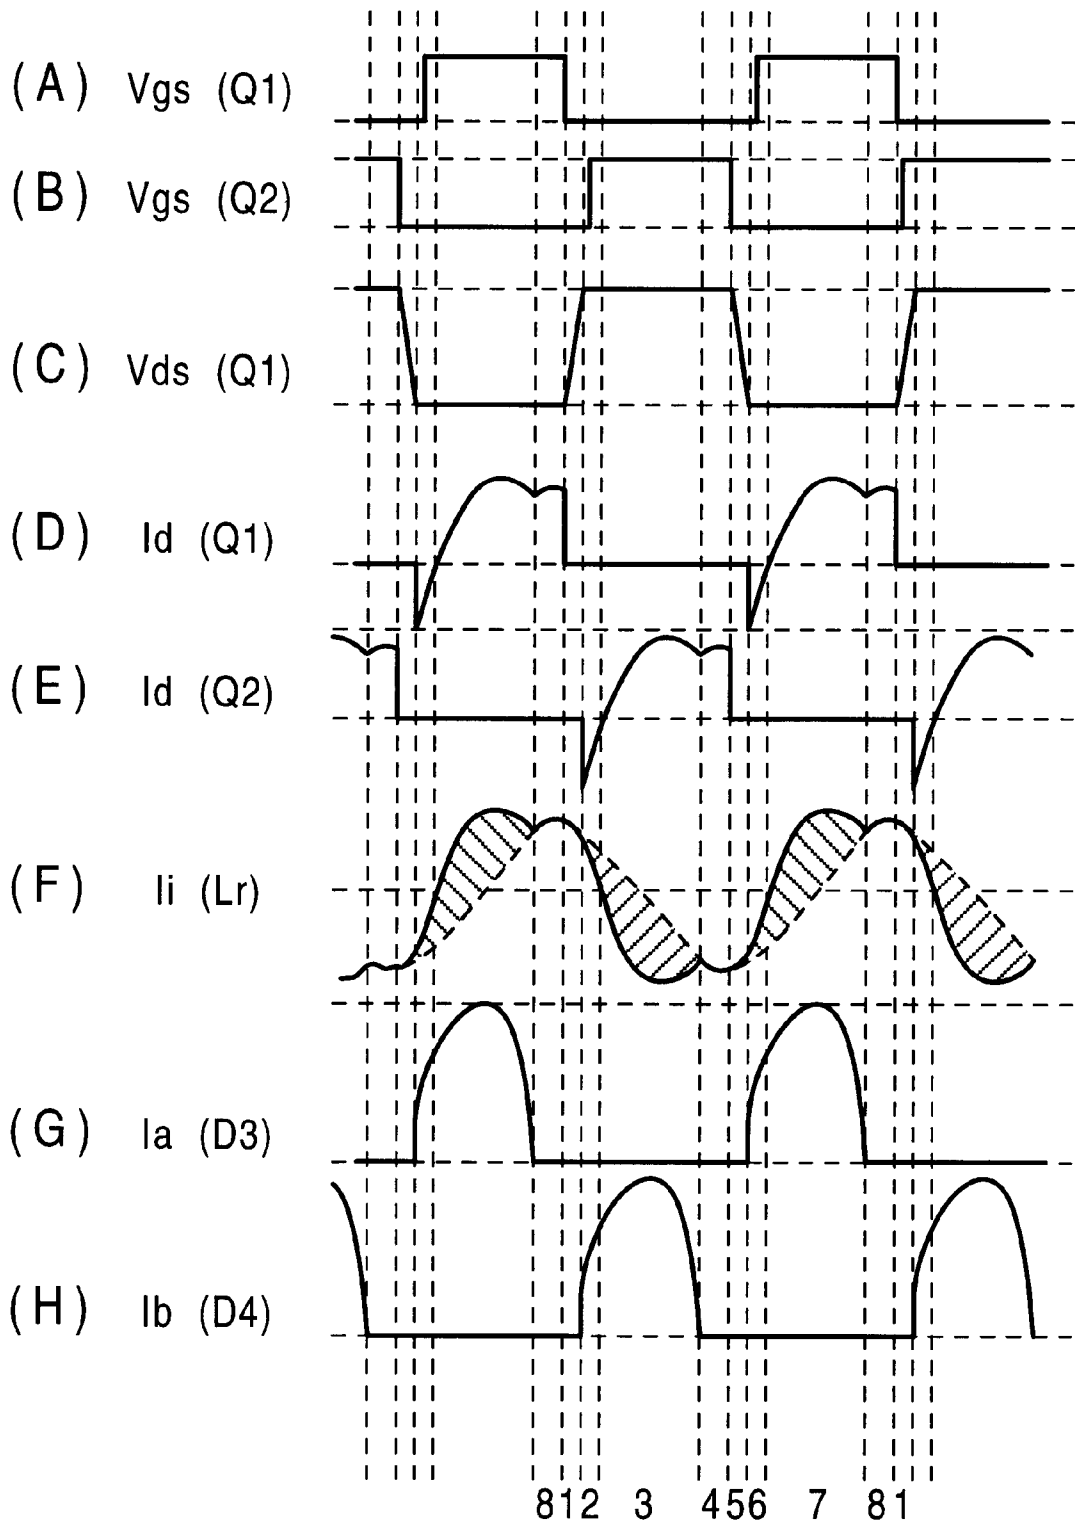 (A) Vgs (Q1)
(B) Vgs (Q2)
(C) Vds (Q1)
(D) Id (Q1)
(E) Id (Q2)
(F) Ii (Lr)
(G) Ia (D3)
(H) Ib (D4)
812 3 456 7 81